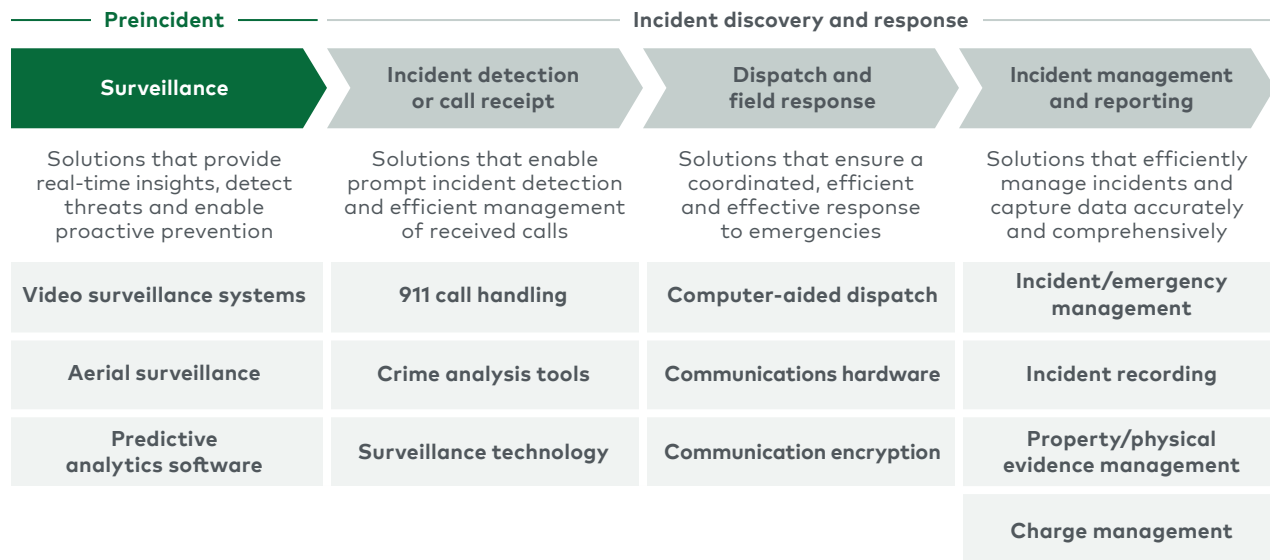 Preincident
Incident discovery and response
Surveillance
Incident detection
or call receipt
Dispatch and
field response
Incident management
and reporting
Solutions that provide
real-time insights, detect
threats and enable
proactive prevention
Solutions that enable
prompt incident detection
and efficient management
of received calls
Solutions that ensure a
coordinated, efficient
and effective response
to emergencies
Solutions that efficiently
manage incidents and
capture data accurately
and comprehensively
Video surveillance systems
911 call handling
Computer-aided dispatch
Incident/emergency
management
Aerial surveillance
Crime analysis tools
Communications hardware
Incident recording
Predictive
analytics software
Surveillance technology
Communication encryption
Property/physical
evidence management
Charge management